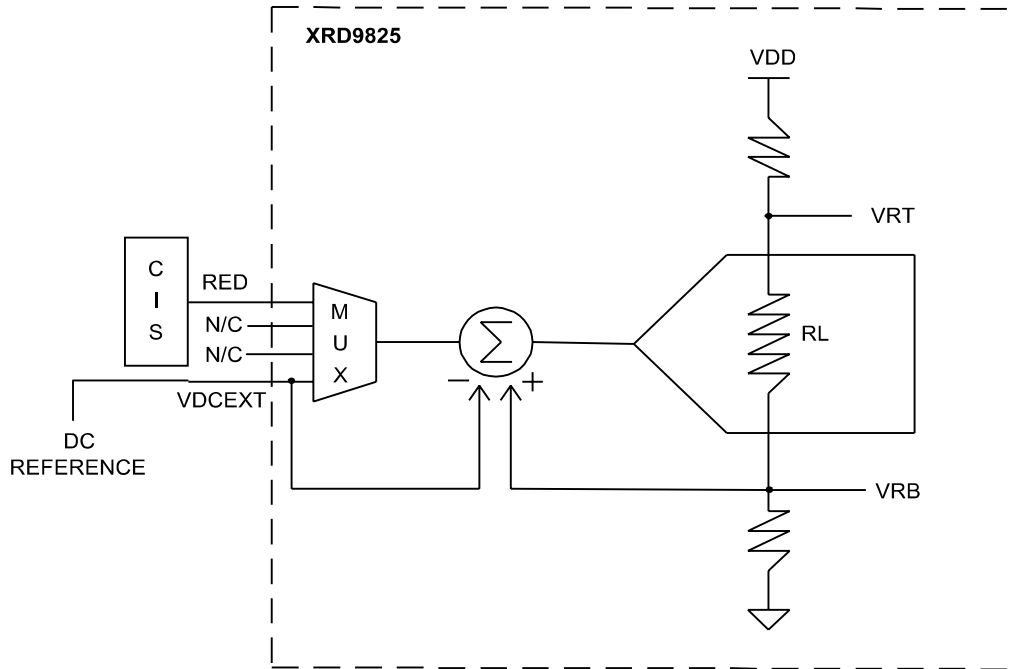 XRD9825
VDD
VRT
C
I
S
RED
N/C
N/C
VDCEXT
M
U
X
Σ
−
+
RL
DC
REFERENCE
VRB